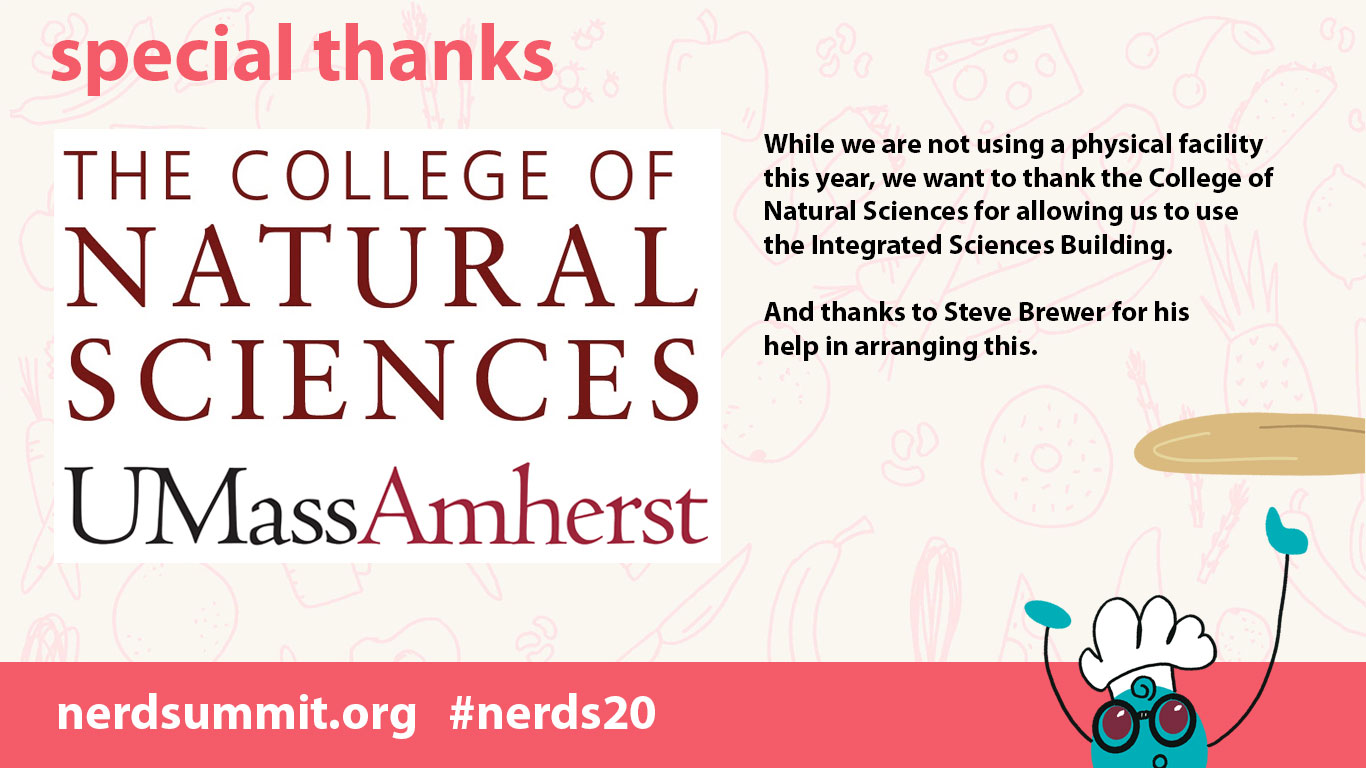 special thanks
THE COLLEGE OF
NATURAL
SCIENCES
UMassAmherst
While we are not using a physical facility
this year, we want to thank the College of
Natural Sciences for allowing us to use
the Integrated Sciences Building.
And thanks to Steve Brewer for his
help in arranging this.
nerdsummit.org #nerds20